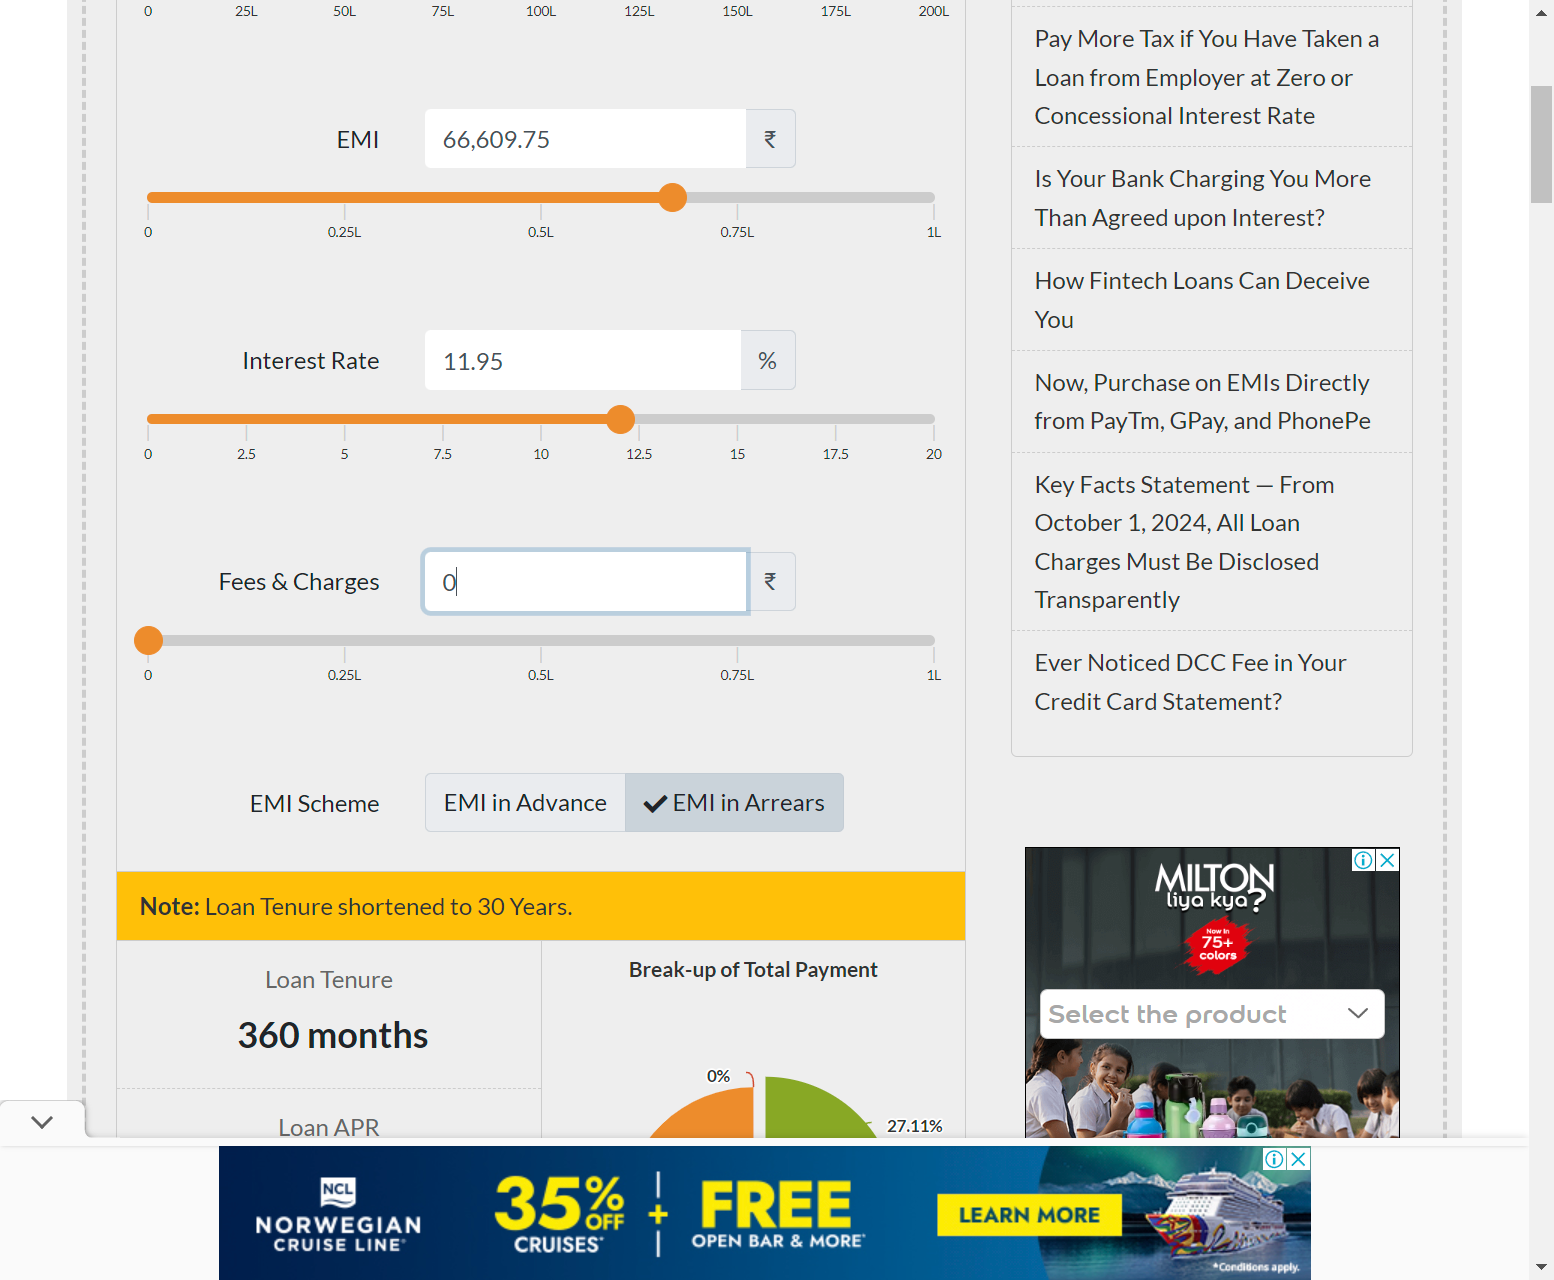 0 25L 50L 75L 100L 125L 150L 175L 200L
EMI 66,609.75 ₹
0 0.25L 0.5L 0.75L 1L
Interest Rate 11.95 %
0 2.5 5 7.5 10 12.5 15 17.5 20
Fees & Charges 0 ₹
0 0.25L 0.5L 0.75L 1L
EMI Scheme EMI in Advance EMI in Arrears
Note: Loan Tenure shortened to 30 Years.
Loan Tenure
360 months
Loan APR
Break-up of Total Payment
0%
27.11%
Pay More Tax if You Have Taken a
Loan from Employer at Zero or
Concessional Interest Rate
Is Your Bank Charging You More
Than Agreed upon Interest?
How Fintech Loans Can Deceive
You
Now, Purchase on EMIs Directly
from PayTm, GPay, and PhonePe
Key Facts Statement — From
October 1, 2024, All Loan
Charges Must Be Disclosed
Transparently
Ever Noticed DCC Fee in Your
Credit Card Statement?
MILTON
liya kya?
Now in
75+
colors
Select the product
NCL
NORWEGIAN
CRUISE LINE®
35% OFF
CRUISES*
+
FREE
OPEN BAR & MORE*
LEARN MORE
*Conditions apply.